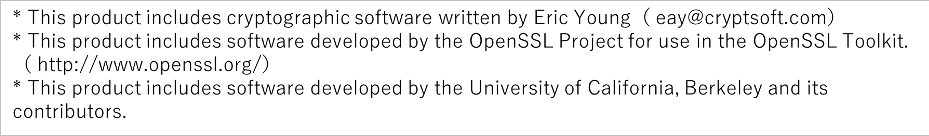 * This product includes cryptographic software written by Eric Young（eay@cryptsoft.com）
* This product includes software developed by the OpenSSL Project for use in the OpenSSL Toolkit.
（http://www.openssl.org/）
* This product includes software developed by the University of California, Berkeley and its
contributors.